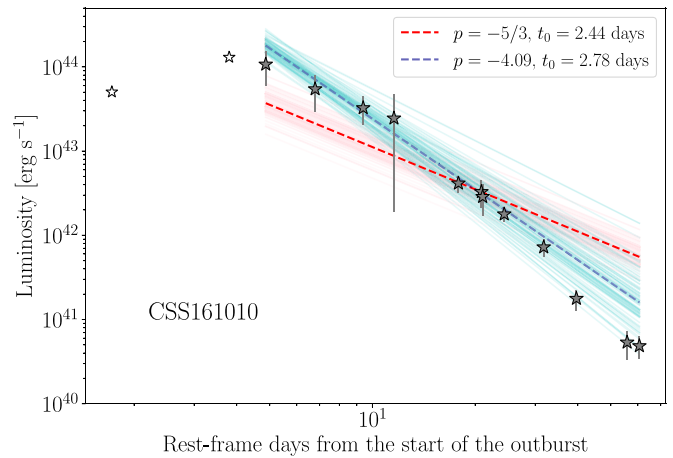 p = −5/3, t₀ = 2.44 days
p = −4.09, t₀ = 2.78 days
10⁴⁴
10⁴³
10⁴²
10⁴¹
10⁴⁰
Luminosity [erg s⁻¹]
CSS161010
10¹
Rest-frame days from the start of the outburst